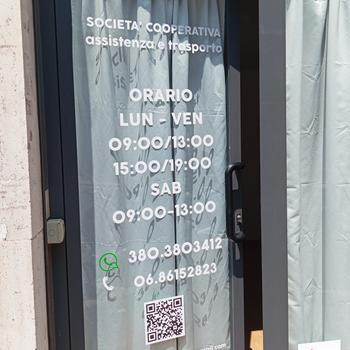 SOCIETA' COOPERATIVA
assistenza e trasporto
ORARIO
LUN - VEN
09:00/13:00
15:00/19:00
SAB
09:00-13:00
380.3803412
06.86152823